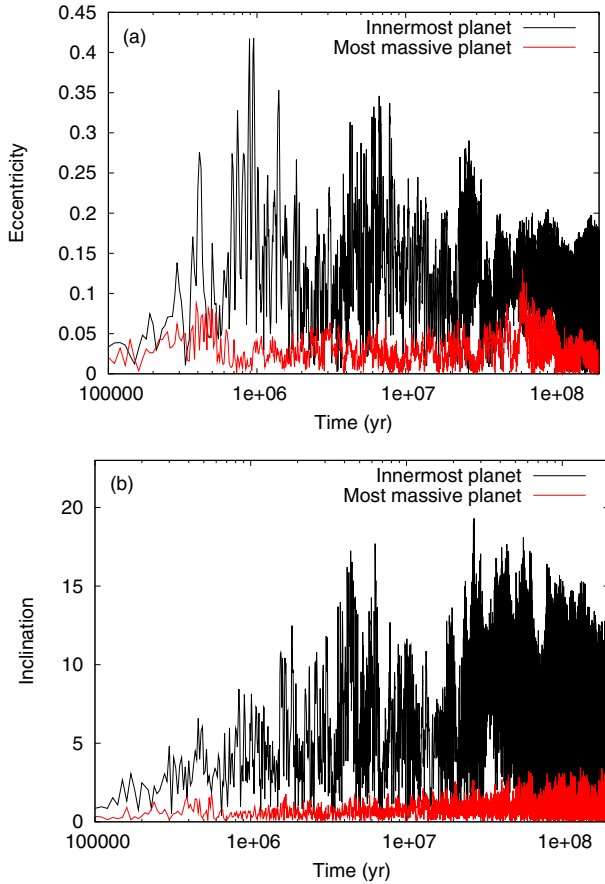 (a)
Innermost planet
Most massive planet
Eccentricity
0.45
0.4
0.35
0.3
0.25
0.2
0.15
0.1
0.05
0
100000 1e+06 1e+07 1e+08
Time (yr)
(b)
Innermost planet
Most massive planet
Inclination
20
15
10
5
0
100000 1e+06 1e+07 1e+08
Time (yr)